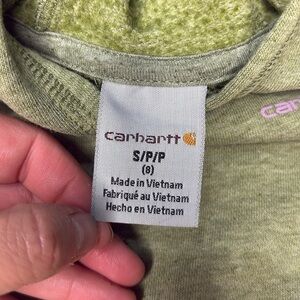 carhartt
S/P/P
(8)
Made in Vietnam
Fabriqué au Vietnam
Hecho en Vietnam